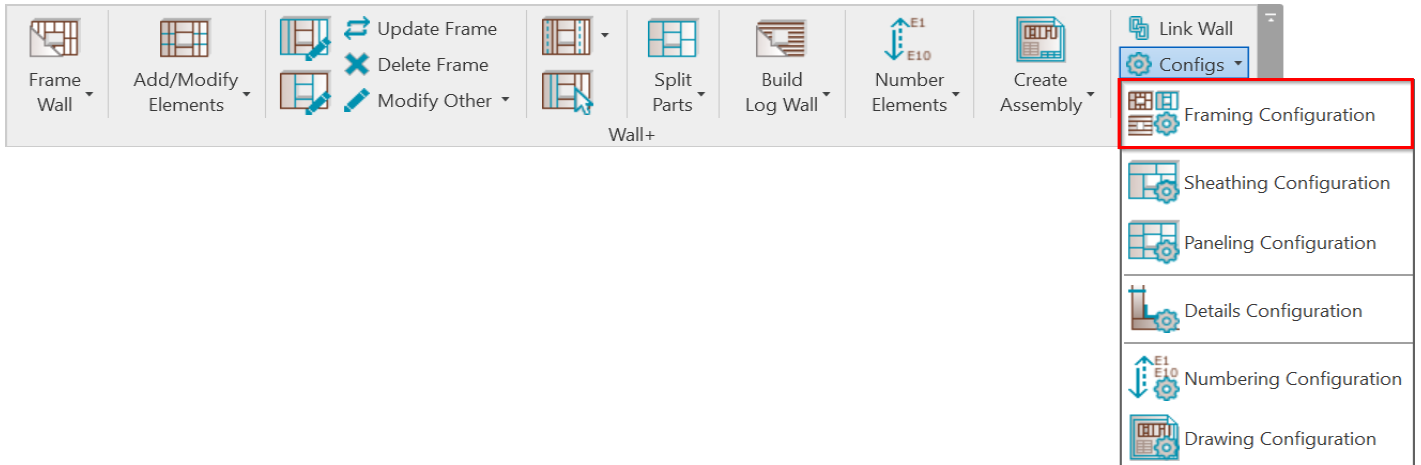 Frame
Wall
Add/Modify
Elements
Update Frame
Delete Frame
Modify Other
Split
Parts
Build
Log Wall
E1
E10
Number
Elements
Create
Assembly
Link Wall
Configs
Wall+
Framing Configuration
Sheathing Configuration
Paneling Configuration
Details Configuration
E1
E10
Numbering Configuration
Drawing Configuration